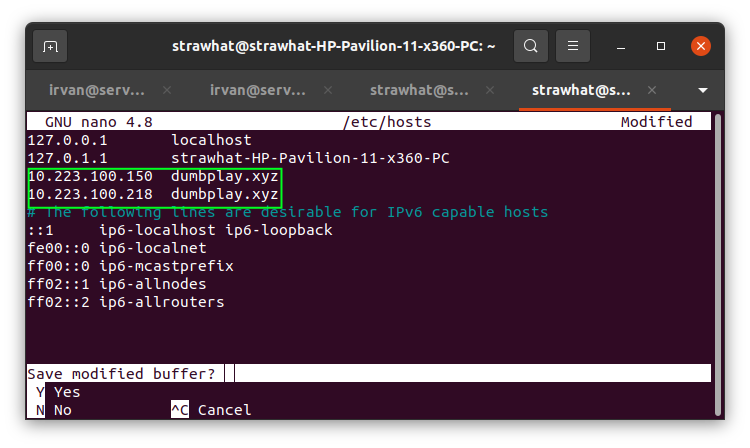 strawhat@strawhat-HP-Pavilion-11-x360-PC: ~
irvan@serv... × irvan@serv... × strawhat@s... × strawhat@s... ×
GNU nano 4.8 /etc/hosts Modified
127.0.0.1 localhost
127.0.1.1 strawhat-HP-Pavilion-11-x360-PC
10.223.100.150 dumbplay.xyz
10.223.100.218 dumbplay.xyz
# The following lines are desirable for IPv6 capable hosts
::1 ip6-localhost ip6-loopback
fe00::0 ip6-localnet
ff00::0 ip6-mcastprefix
ff02::1 ip6-allnodes
ff02::2 ip6-allrouters
Save modified buffer?
Y Yes
N No ^C Cancel